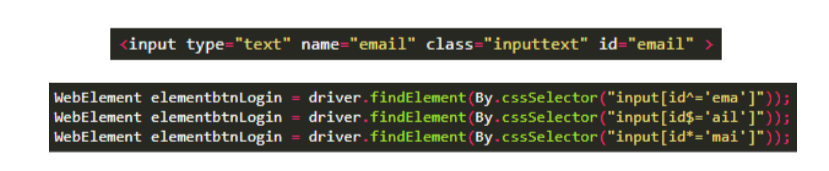 <input type="text" name="email" class="inputtext" id="email" >
WebElement elementbtnLogin = driver.findElement(By.cssSelector("input[id^='ema']"));
WebElement elementbtnLogin = driver.findElement(By.cssSelector("input[id$='ail']"));
WebElement elementbtnLogin = driver.findElement(By.cssSelector("input[id*='mai']"));